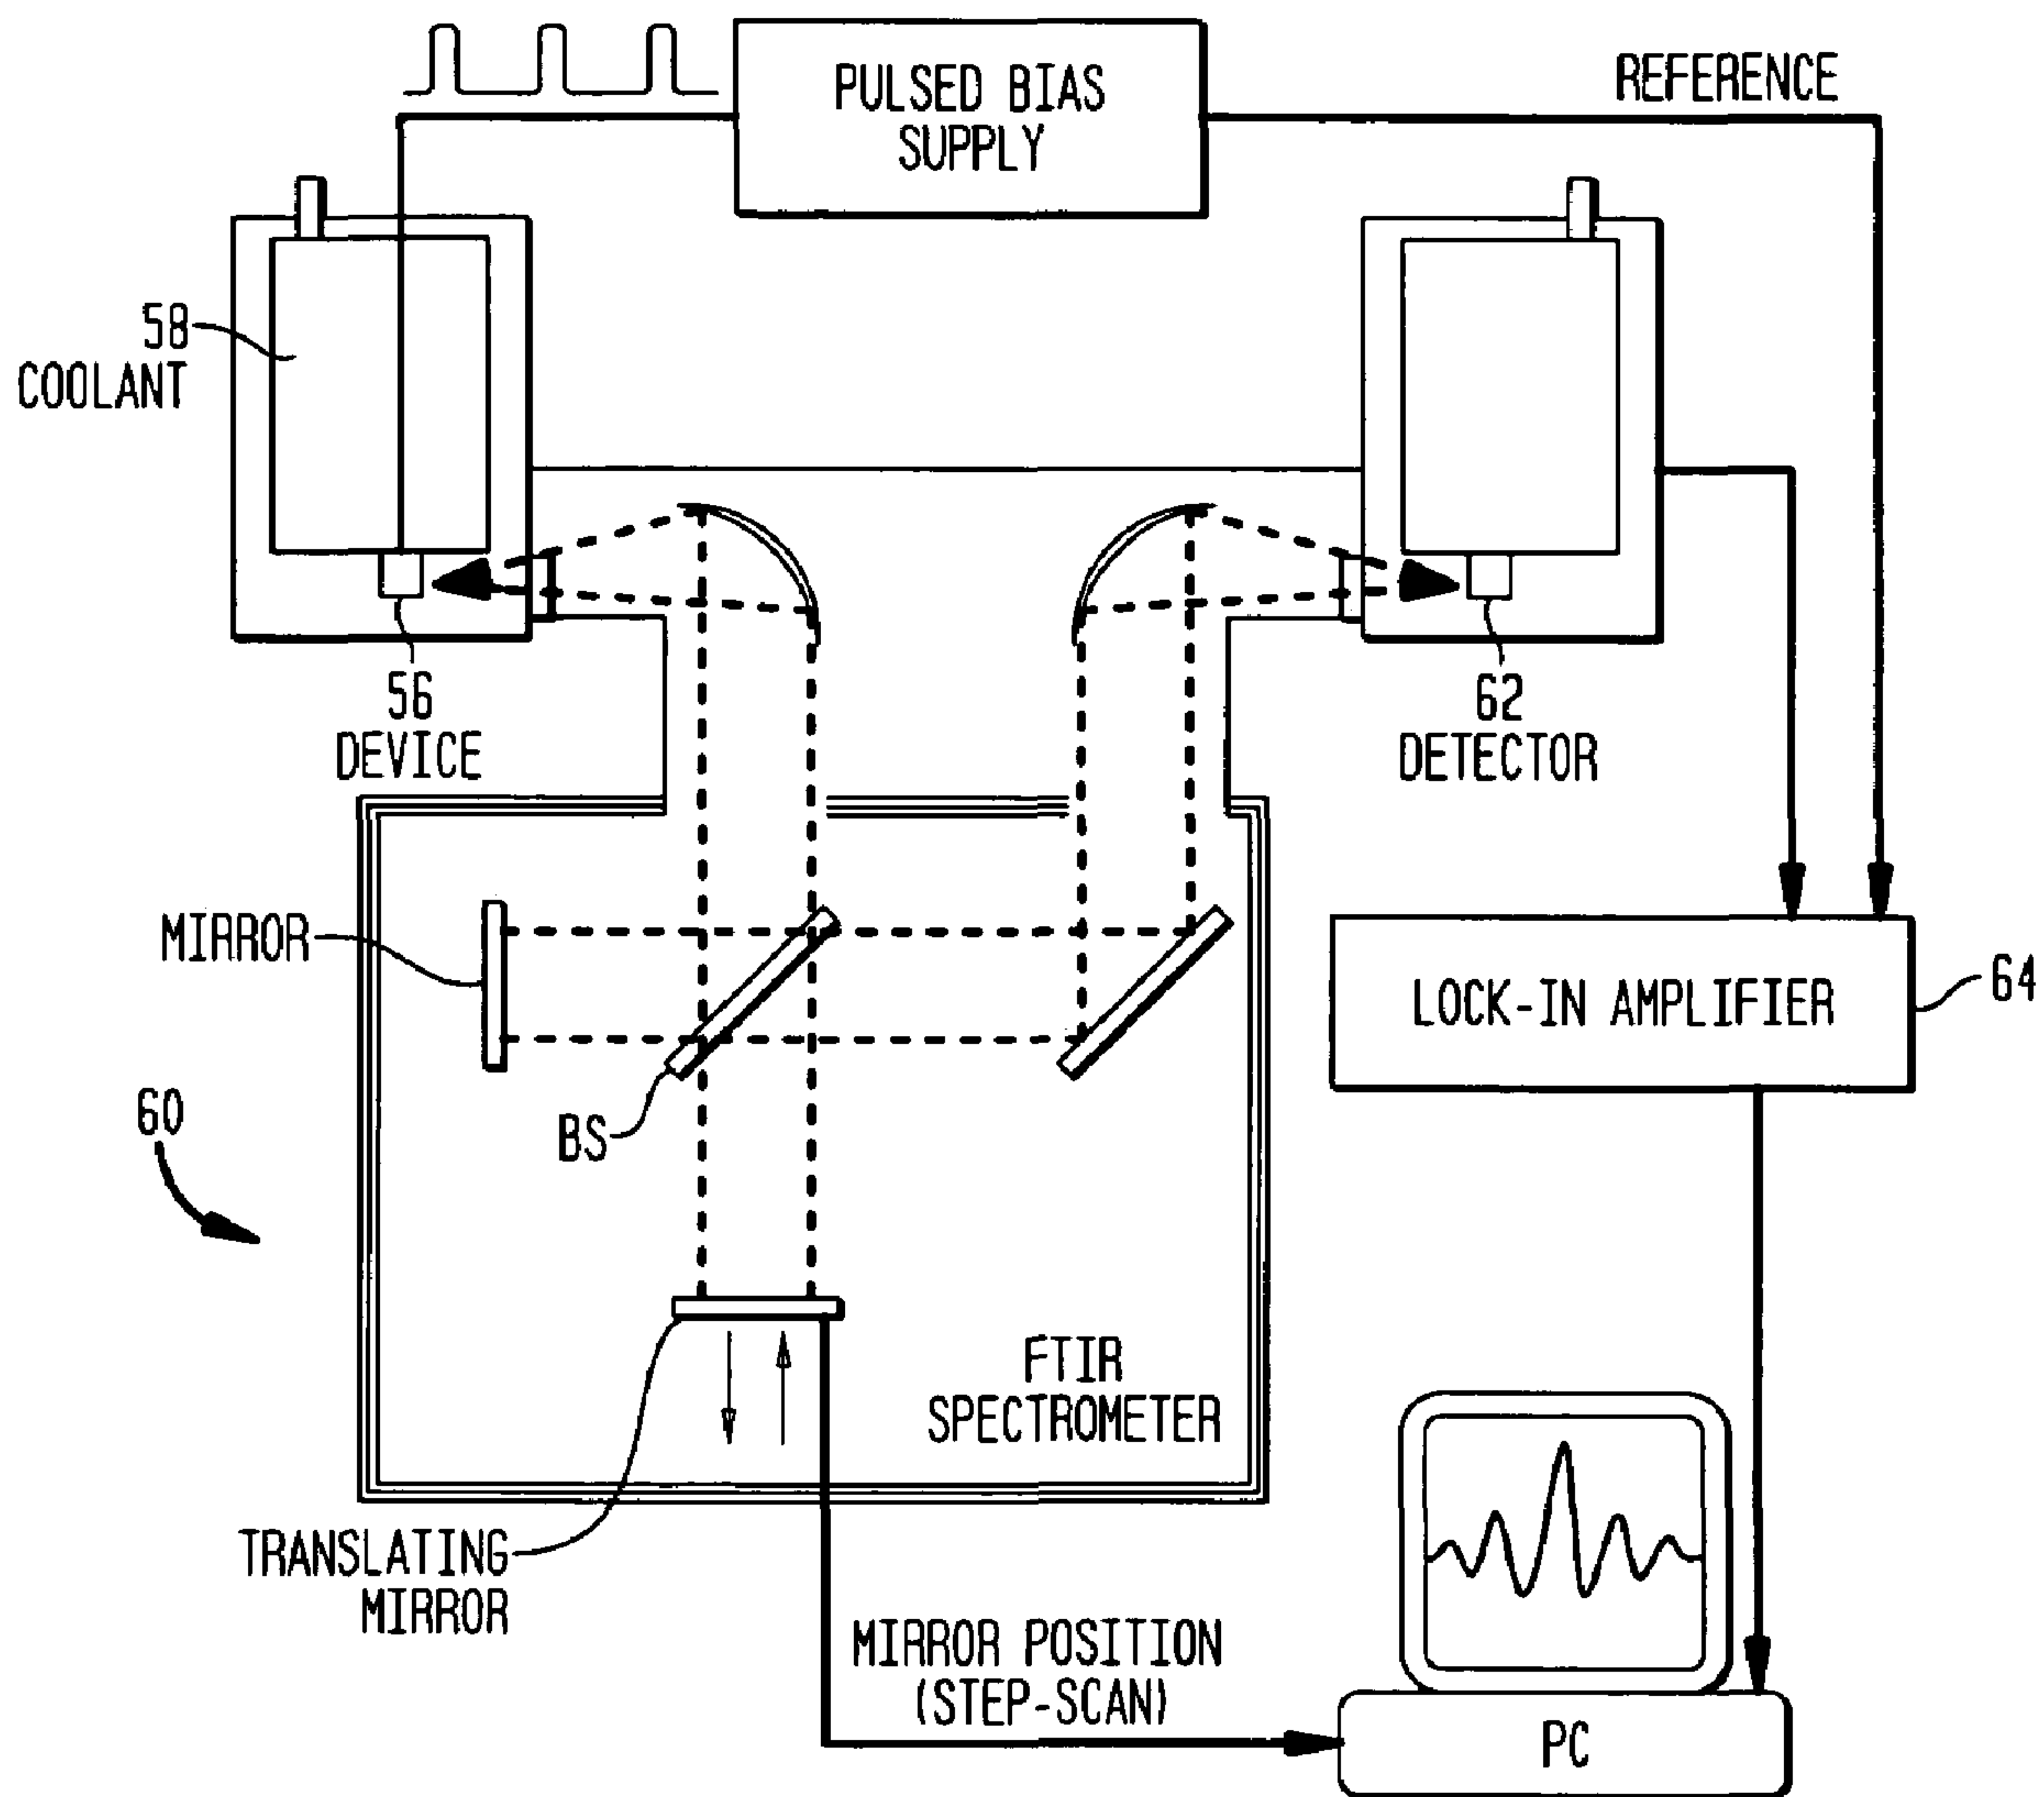 PULSED BIAS
SUPPLY
REFERENCE
58
COOLANT
56
DEVICE
62
DETECTOR
MIRROR
BS
LOCK-IN AMPLIFIER
64
60
FTIR
SPECTROMETER
TRANSLATING
MIRROR
MIRROR POSITION
(STEP-SCAN)
PC